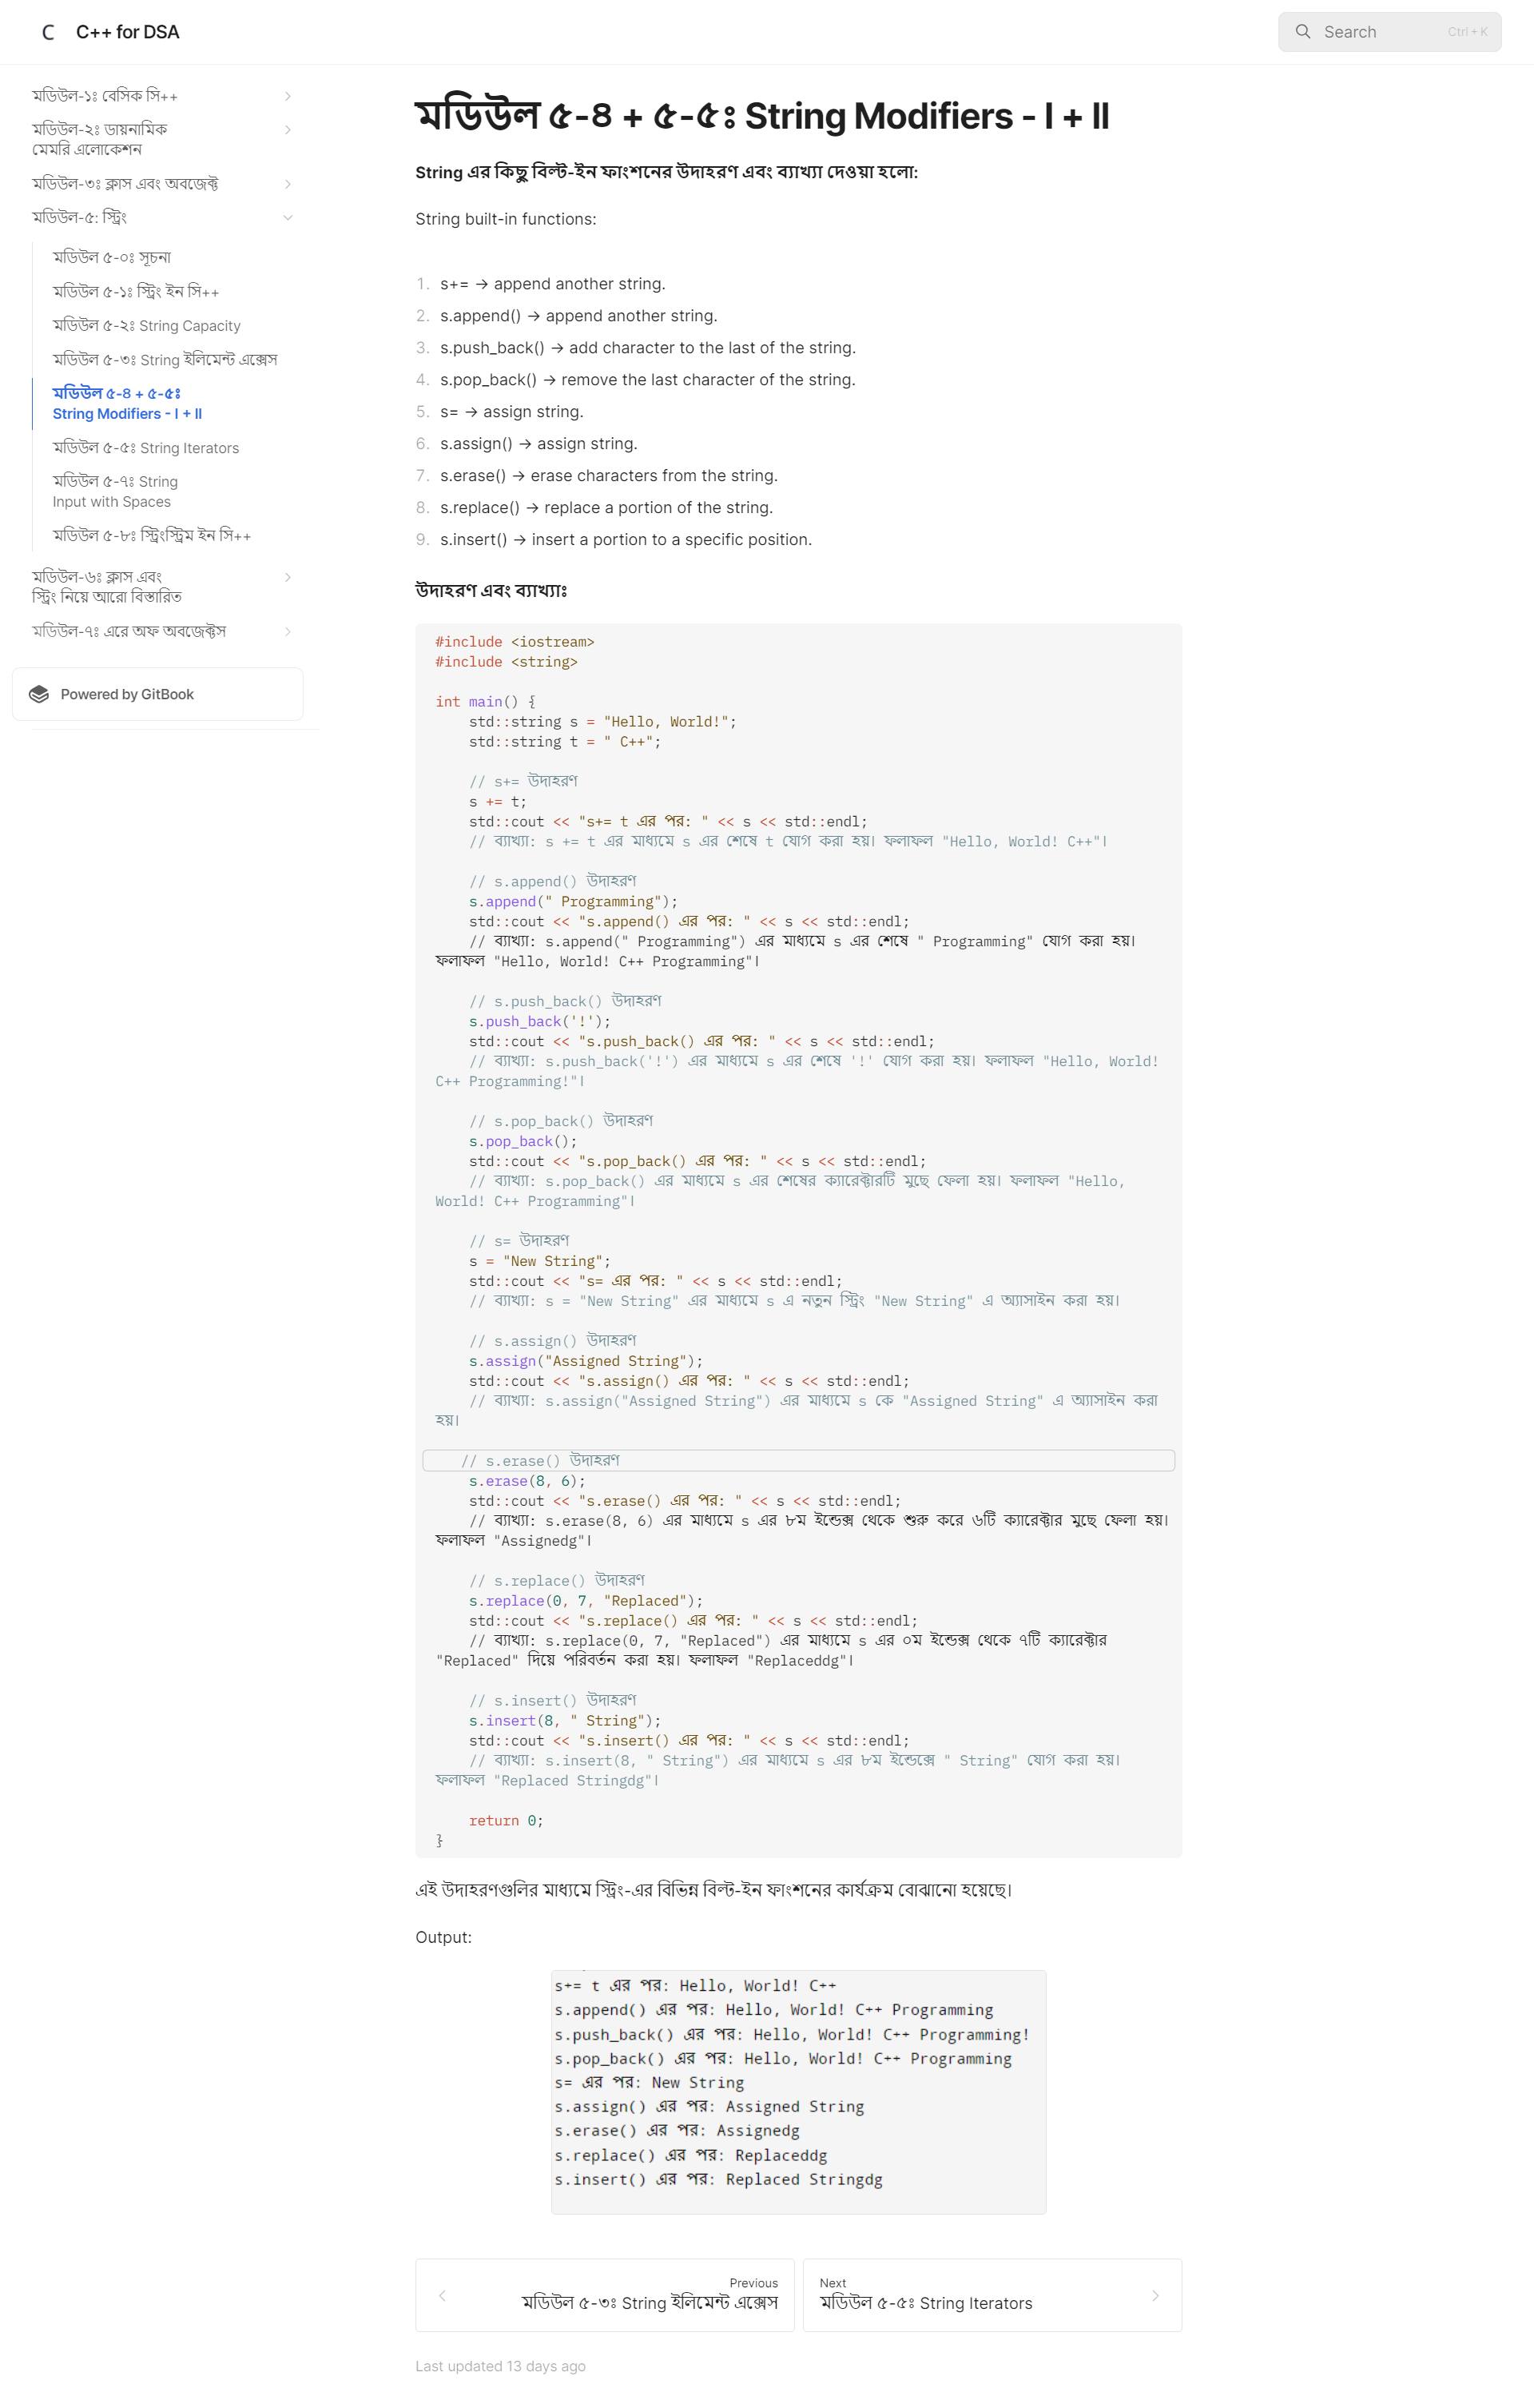 C C++ for DSA
Search Ctrl + K
মডিউল-১ঃ বেসিক সি++
মডিউল-২ঃ ডায়নামিক
মেমরি এলোকেশন
মডিউল-৩ঃ ক্লাস এবং অবজেক্ট
মডিউল-৫: স্ট্রিং
মডিউল ৫-০ঃ সূচনা
মডিউল ৫-১ঃ স্ট্রিং ইন সি++
মডিউল ৫-২ঃ String Capacity
মডিউল ৫-৩ঃ String ইলিমেন্ট এক্সেস
মডিউল ৫-৪ + ৫-৫ঃ
String Modifiers - I + II
মডিউল ৫-৫ঃ String Iterators
মডিউল ৫-৭ঃ String
Input with Spaces
মডিউল ৫-৮ঃ স্ট্রিংস্ট্রিম ইন সি++
মডিউল-৬ঃ ক্লাস এবং
স্ট্রিং নিয়ে আরো বিস্তারিত
মডিউল-৭ঃ এরে অফ অবজেক্টস
Powered by GitBook
মডিউল ৫-৪ + ৫-৫ঃ String Modifiers - I + II
String এর কিছু বিল্ট-ইন ফাংশনের উদাহরণ এবং ব্যাখ্যা দেওয়া হলো:
String built-in functions:
1. s+= → append another string.
2. s.append() → append another string.
3. s.push_back() → add character to the last of the string.
4. s.pop_back() → remove the last character of the string.
5. s= → assign string.
6. s.assign() → assign string.
7. s.erase() → erase characters from the string.
8. s.replace() → replace a portion of the string.
9. s.insert() → insert a portion to a specific position.
উদাহরণ এবং ব্যাখ্যাঃ
#include <iostream>
#include <string>
int main() {
std::string s = "Hello, World!";
std::string t = " C++";
// s+= উদাহরণ
s += t;
std::cout << "s+= t এর পর: " << s << std::endl;
// ব্যাখ্যা: s += t এর মাধ্যমে s এর শেষে t যোগ করা হয়। ফলাফল "Hello, World! C++"।
// s.append() উদাহরণ
s.append(" Programming");
std::cout << "s.append() এর পর: " << s << std::endl;
// ব্যাখ্যা: s.append(" Programming") এর মাধ্যমে s এর শেষে " Programming" যোগ করা হয়।
ফলাফল "Hello, World! C++ Programming"।
// s.push_back() উদাহরণ
s.push_back('!');
std::cout << "s.push_back() এর পর: " << s << std::endl;
// ব্যাখ্যা: s.push_back('!') এর মাধ্যমে s এর শেষে '!' যোগ করা হয়। ফলাফল "Hello, World!
C++ Programming!"।
// s.pop_back() উদাহরণ
s.pop_back();
std::cout << "s.pop_back() এর পর: " << s << std::endl;
// ব্যাখ্যা: s.pop_back() এর মাধ্যমে s এর শেষের ক্যারেক্টারটি মুছে ফেলা হয়। ফলাফল "Hello,
World! C++ Programming"।
// s= উদাহরণ
s = "New String";
std::cout << "s= এর পর: " << s << std::endl;
// ব্যাখ্যা: s = "New String" এর মাধ্যমে s এ নতুন স্ট্রিং "New String" এ অ্যাসাইন করা হয়।
// s.assign() উদাহরণ
s.assign("Assigned String");
std::cout << "s.assign() এর পর: " << s << std::endl;
// ব্যাখ্যা: s.assign("Assigned String") এর মাধ্যমে s কে "Assigned String" এ অ্যাসাইন করা
হয়।
// s.erase() উদাহরণ
s.erase(8, 6);
std::cout << "s.erase() এর পর: " << s << std::endl;
// ব্যাখ্যা: s.erase(8, 6) এর মাধ্যমে s এর ৮ম ইন্ডেক্স থেকে শুরু করে ৬টি ক্যারেক্টার মুছে ফেলা হয়।
ফলাফল "Assignedg"।
// s.replace() উদাহরণ
s.replace(0, 7, "Replaced");
std::cout << "s.replace() এর পর: " << s << std::endl;
// ব্যাখ্যা: s.replace(0, 7, "Replaced") এর মাধ্যমে s এর ০ম ইন্ডেক্স থেকে ৭টি ক্যারেক্টার
"Replaced" দিয়ে পরিবর্তন করা হয়। ফলাফল "Replaceddg"।
// s.insert() উদাহরণ
s.insert(8, " String");
std::cout << "s.insert() এর পর: " << s << std::endl;
// ব্যাখ্যা: s.insert(8, " String") এর মাধ্যমে s এর ৮ম ইন্ডেক্সে " String" যোগ করা হয়।
ফলাফল "Replaced Stringdg"।
return 0;
}
এই উদাহরণগুলির মাধ্যমে স্ট্রিং-এর বিভিন্ন বিল্ট-ইন ফাংশনের কার্যক্রম বোঝানো হয়েছে।
Output:
s+= t এর পর: Hello, World! C++
s.append() এর পর: Hello, World! C++ Programming
s.push_back() এর পর: Hello, World! C++ Programming!
s.pop_back() এর পর: Hello, World! C++ Programming
s= এর পর: New String
s.assign() এর পর: Assigned String
s.erase() এর পর: Assignedg
s.replace() এর পর: Replaceddg
s.insert() এর পর: Replaced Stringdg
Previous
মডিউল ৫-৩ঃ String ইলিমেন্ট এক্সেস
Next
মডিউল ৫-৫ঃ String Iterators
Last updated 13 days ago